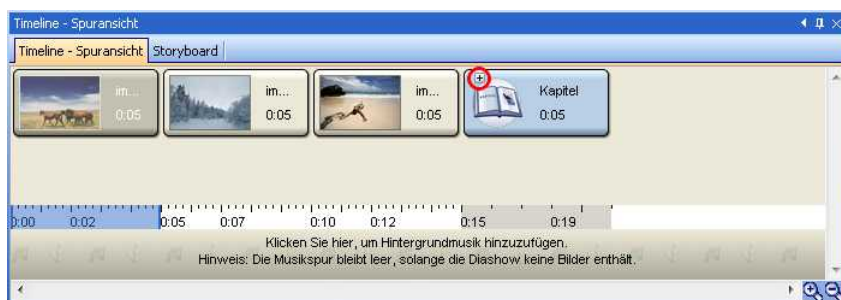 Timeline - Spuransicht
Timeline - Spuransicht Storyboard
im... im... im... Kapitel
0:05 0:05 0:05 0:05
0:00 0:02 0:05 0:07 0:10 0:12 0:15 0:19
Klicken Sie hier, um Hintergrundmusik hinzuzufügen.
Hinweis: Die Musikspur bleibt leer, solange die Diashow keine Bilder enthält.